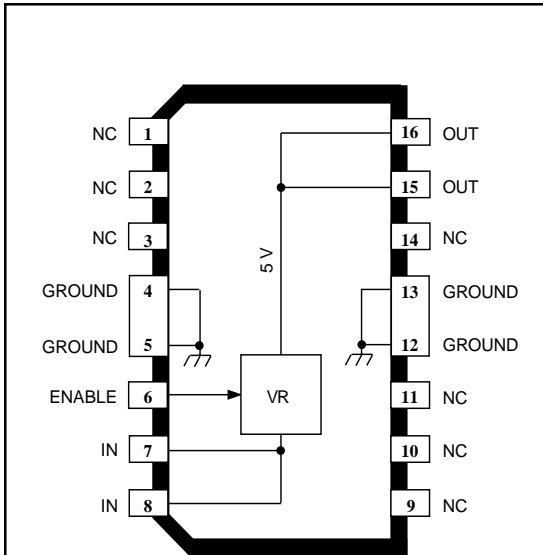 NC 1 16 OUT
NC 2 15 OUT
NC 3 14 NC
5 V
GROUND 4 13 GROUND
GROUND 5 12 GROUND
ENABLE 6 VR 11 NC
IN 7 10 NC
IN 8 9 NC